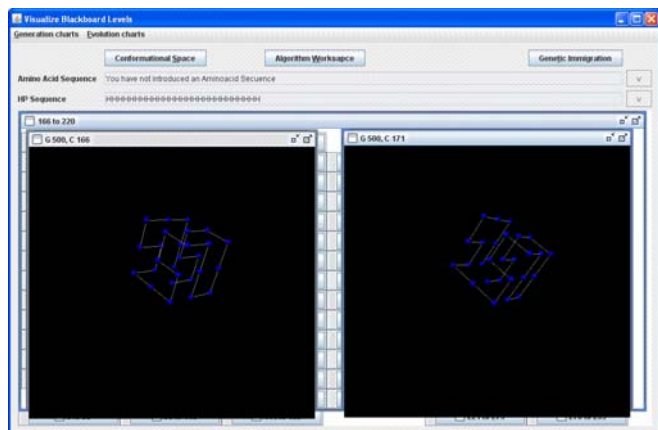 Visualize Blackboard Levels
Generation charts Evolution charts
Conformational Space Algorithm Worksapce Genetic Immigration
Amino Acid Sequence You have not introduced an Aminoacid Secuence v
HP Sequence v
166 to 220
G 500, C 166 G 500, C 171